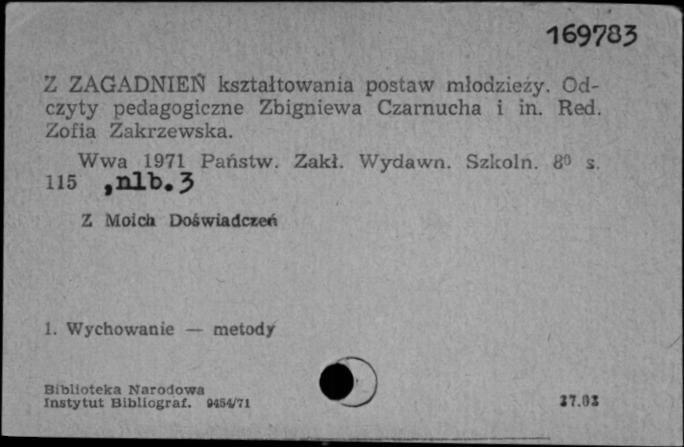 169783
Z ZAGADNIEŃ kształtowania postaw młodzieży. Od-
czyty pedagogiczne Zbigniewa Czarnucha i in. Red.
Zofia Zakrzewska.
Wwa 1971 Państw. Zakł. Wydawn. Szkoln. 8⁰ s.
115 ,nlb.3
Z Moich Doświadczeń
1. Wychowanie — metody
Biblioteka Narodowa
Instytut Bibliograf. 9454/71
37.03